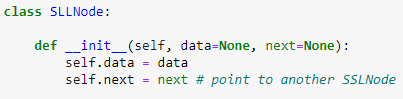 class SLLNode:
def __init__(self, data=None, next=None):
self.data = data
self.next = next # point to another SSLNode